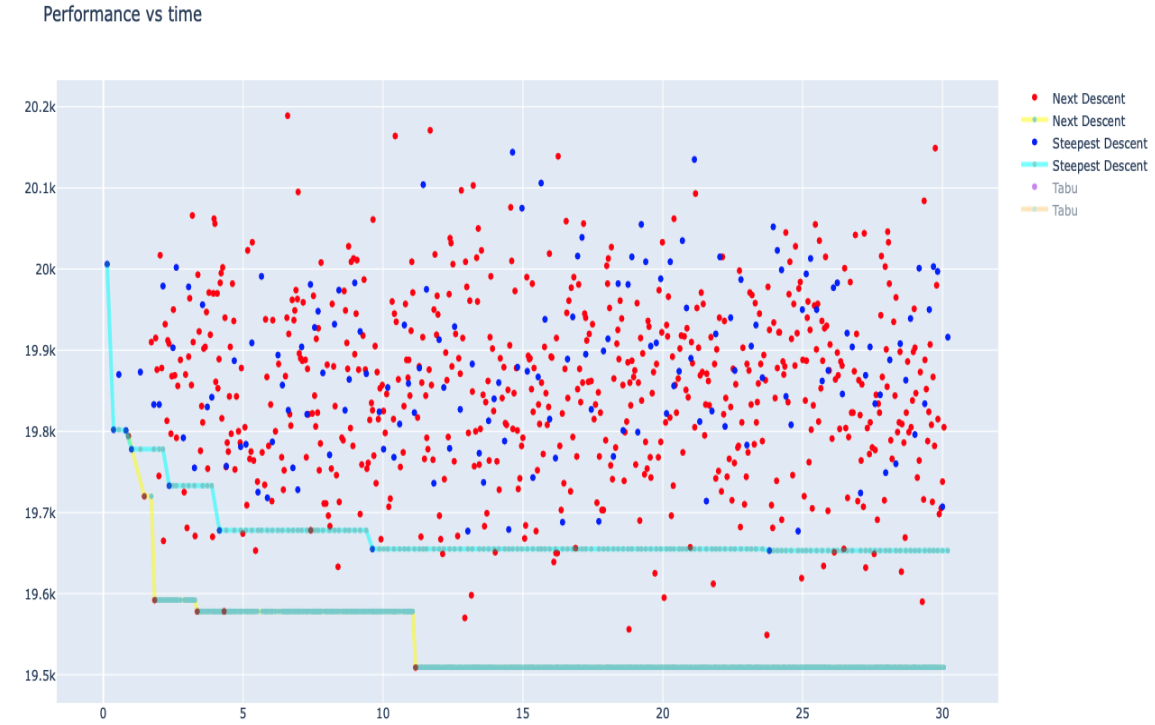 Performance vs time
20.2k
20.1k
20k
19.9k
19.8k
19.7k
19.6k
19.5k
0 5 10 15 20 25 30
Next Descent
Next Descent
Steepest Descent
Steepest Descent
Tabu
Tabu